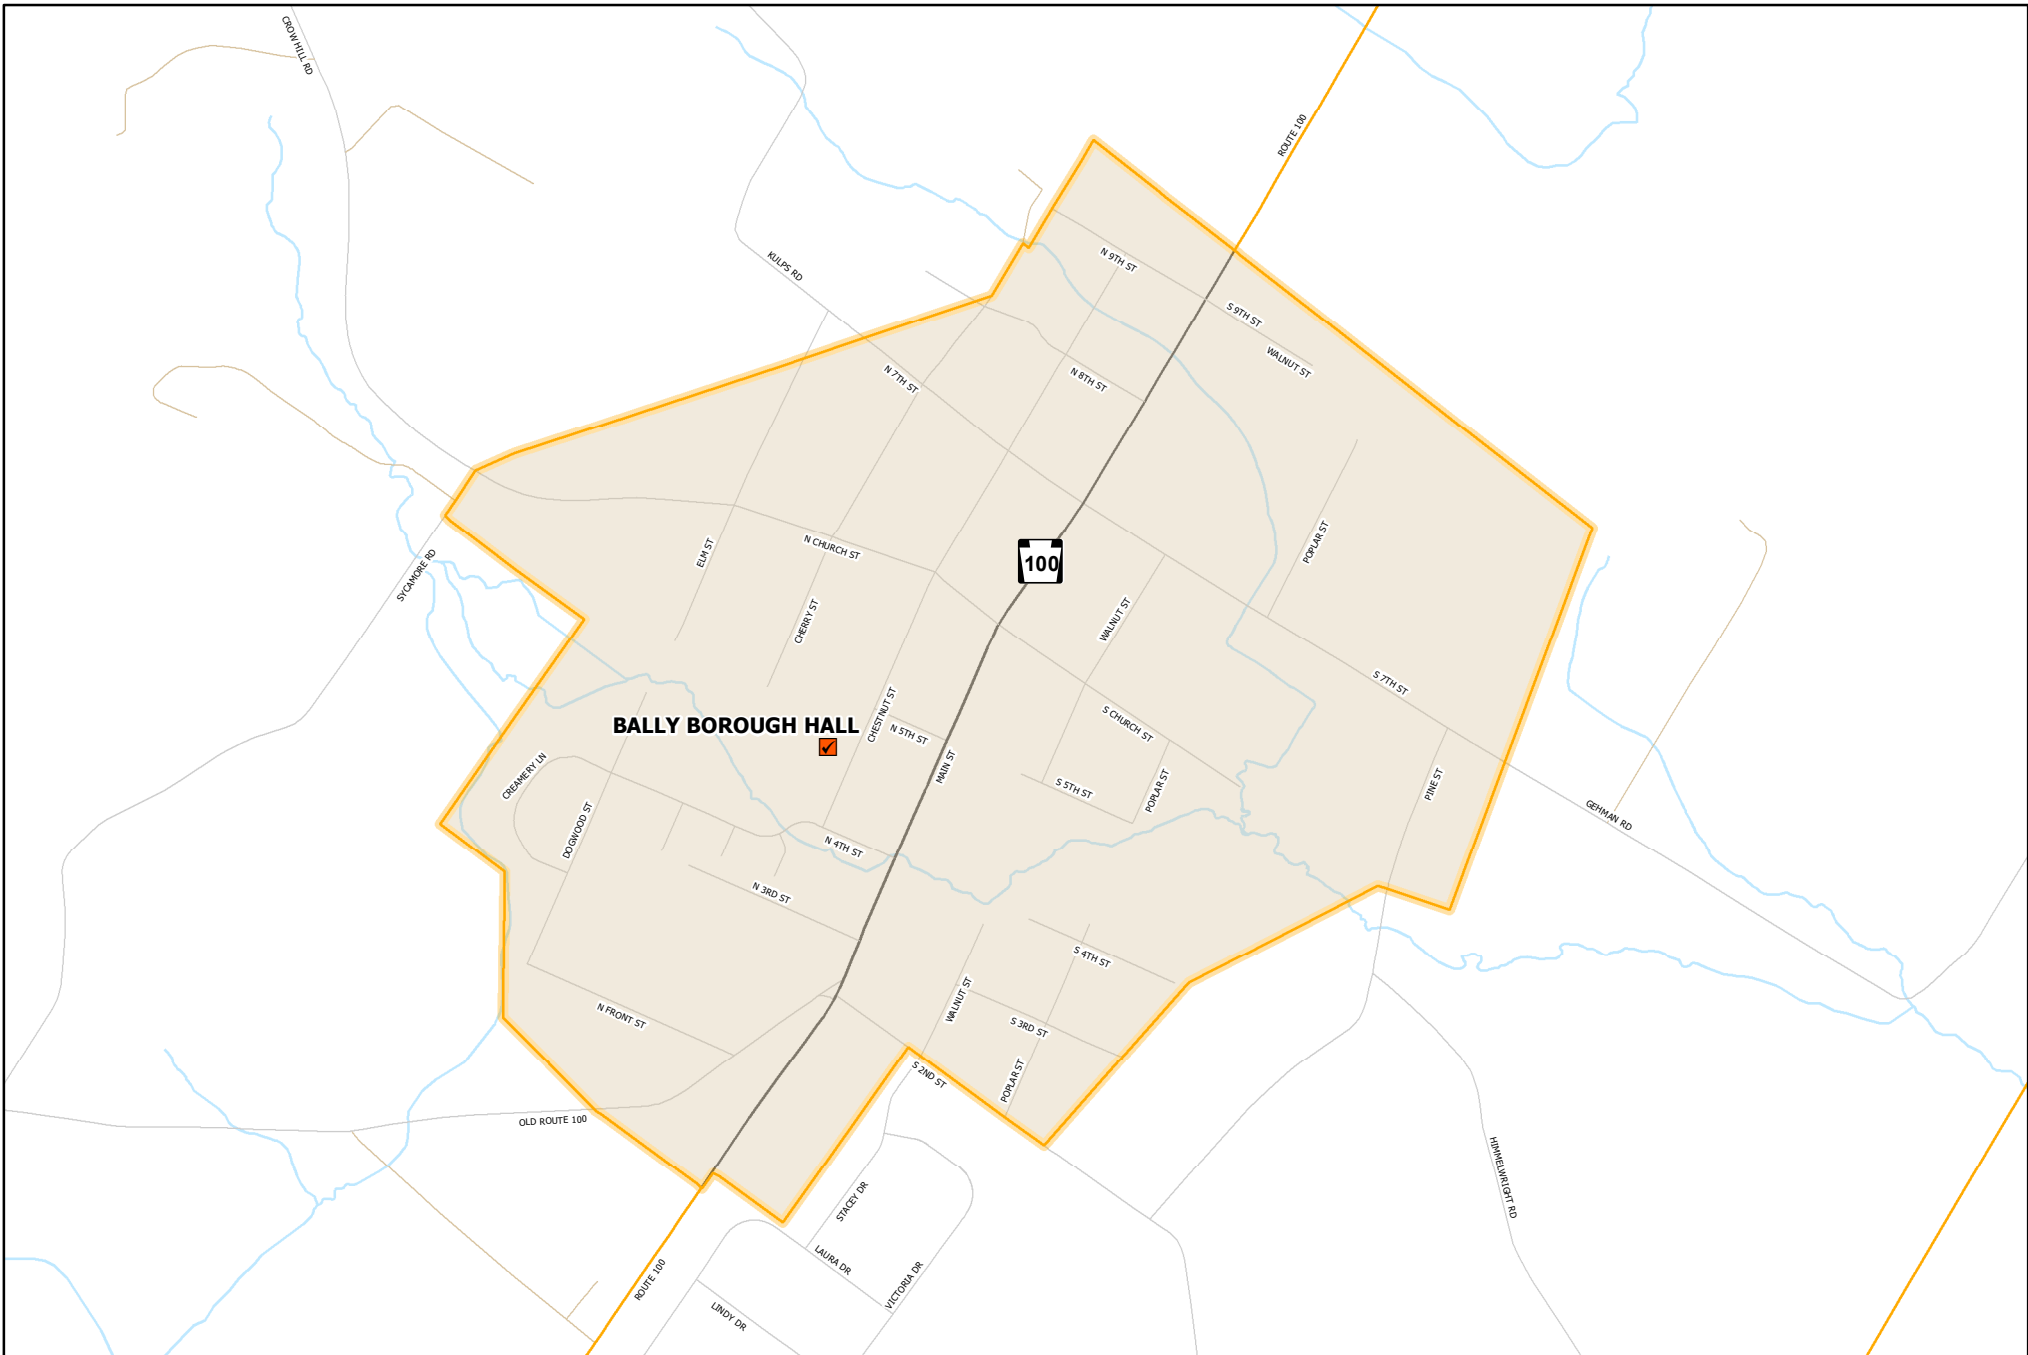 CROW HILL RD
ROUTE 100
KULPS RD
N 9TH ST
S 9TH ST
WALNUT ST
N 7TH ST
N 8TH ST
POPLAR ST
100
N CHURCH ST
ELM ST
SYCAMORE RD
CHERRY ST
WALNUT ST
S 7TH ST
CHESTNUT ST
BALLY BOROUGH HALL
N 5TH ST
S CHURCH ST
MAIN ST
CREAMERY LN
S 5TH ST
POPLAR ST
PINE ST
GEHMAN RD
DOGWOOD ST
N 4TH ST
N 3RD ST
S 4TH ST
WALNUT ST
N FRONT ST
S 3RD ST
S 2ND ST
POPLAR ST
OLD ROUTE 100
HIMMELWRIGHT RD
STACEY DR
LAURA DR
VICTORIA DR
ROUTE 100
LINDY DR